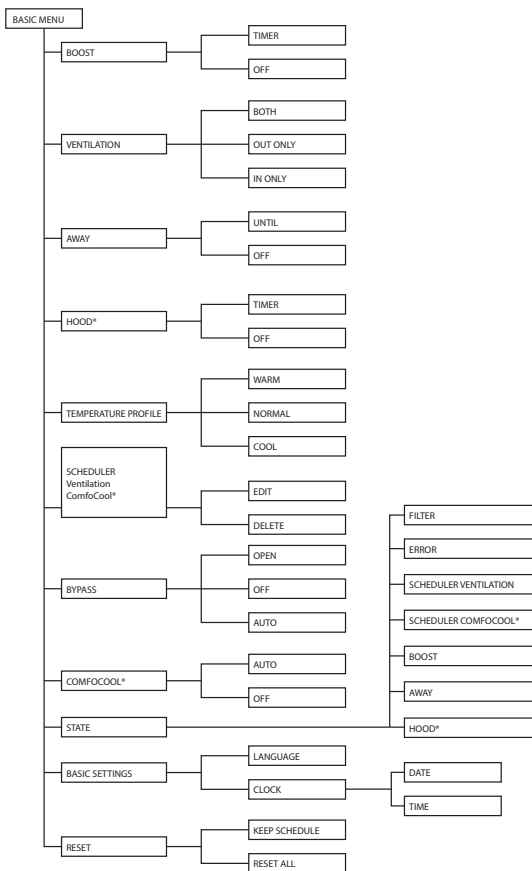 BASIC MENU
BOOST
TIMER
OFF
VENTILATION
BOTH
OUT ONLY
IN ONLY
AWAY
UNTIL
OFF
HOOD*
TIMER
OFF
TEMPERATURE PROFILE
WARM
NORMAL
COOL
SCHEDULER
Ventilation
ComfoCool*
EDIT
DELETE
BYPASS
OPEN
OFF
AUTO
COMFOCOOL*
AUTO
OFF
STATE
FILTER
ERROR
SCHEDULER VENTILATION
SCHEDULER COMFOCOOL*
BOOST
AWAY
HOOD*
BASIC SETTINGS
LANGUAGE
CLOCK
DATE
TIME
RESET
KEEP SCHEDULE
RESET ALL